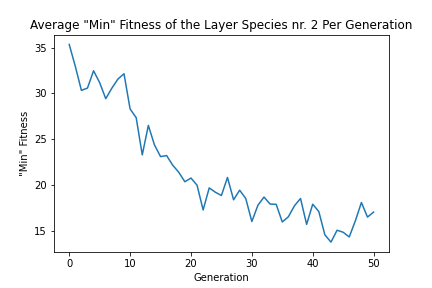 Average "Min" Fitness of the Layer Species nr. 2 Per Generation
35
30
25
20
15
"Min" Fitness
0 10 20 30 40 50
Generation